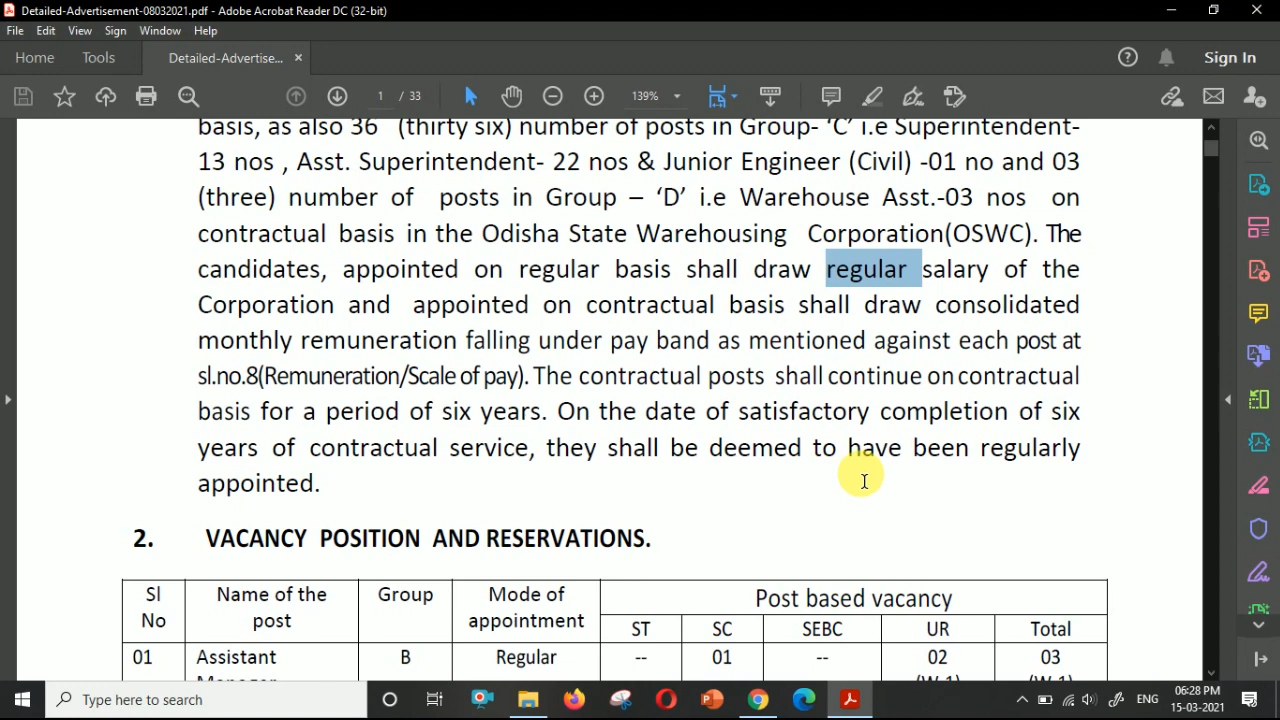 Detailed-Advertisement-08032021.pdf - Adobe Acrobat Reader DC (32-bit)
File Edit View Sign Window Help
Home Tools Detailed-Advertise... × Sign In
1 / 33 139%
basis, as also 36 (thirty six) number of posts in Group- ‘C’ i.e Superintendent-
13 nos , Asst. Superintendent- 22 nos & Junior Engineer (Civil) -01 no and 03
(three) number of posts in Group – ‘D’ i.e Warehouse Asst.-03 nos on
contractual basis in the Odisha State Warehousing Corporation(OSWC). The
candidates, appointed on regular basis shall draw regular salary of the
Corporation and appointed on contractual basis shall draw consolidated
monthly remuneration falling under pay band as mentioned against each post at
sl.no.8(Remuneration/Scale of pay). The contractual posts shall continue on contractual
basis for a period of six years. On the date of satisfactory completion of six
years of contractual service, they shall be deemed to have been regularly
appointed.
2. VACANCY POSITION AND RESERVATIONS.
Sl No Name of the post Group Mode of appointment Post based vacancy
ST SC SEBC UR Total
01 Assistant B Regular -- 01 -- 02 03
Type here to search
ENG
06:28 PM
15-03-2021